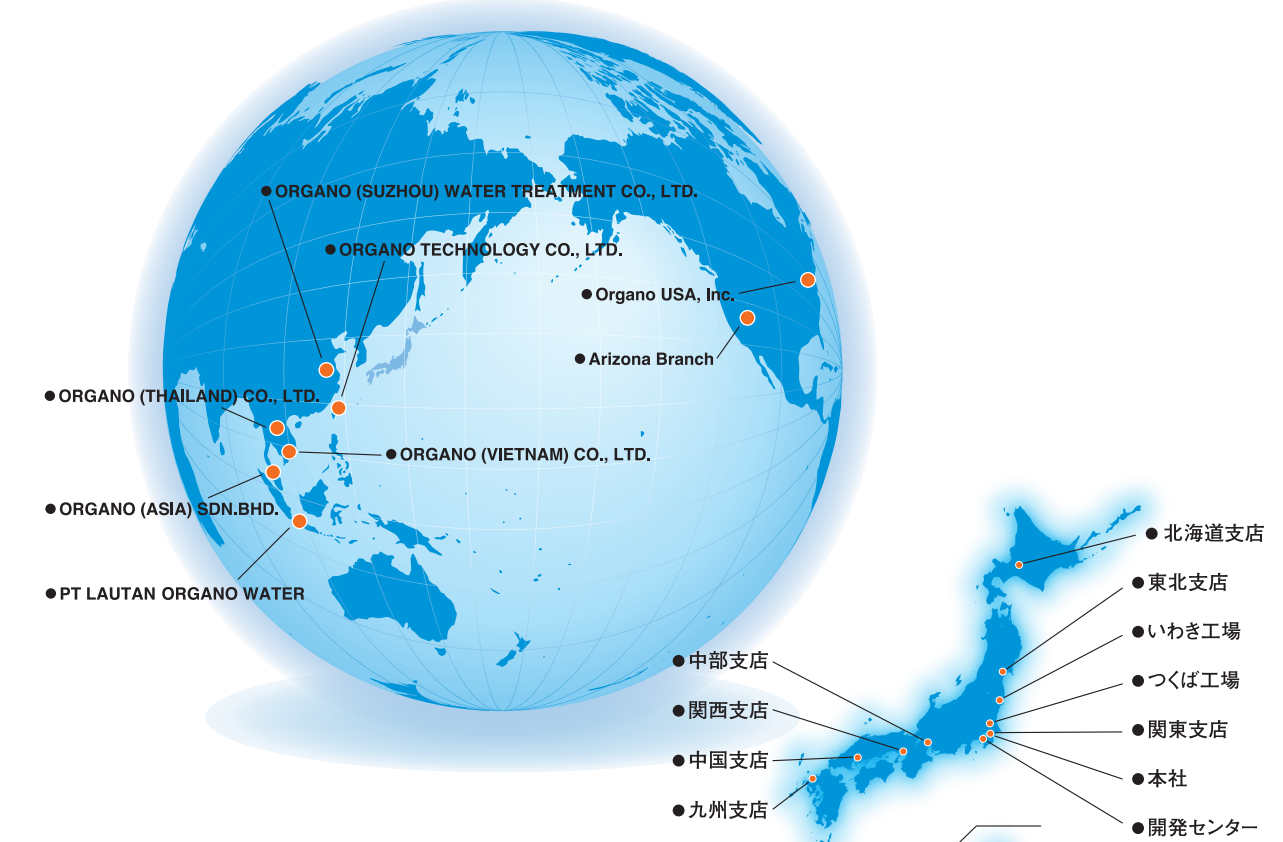 ● ORGANO (SUZHOU) WATER TREATMENT CO., LTD.
● ORGANO TECHNOLOGY CO., LTD.
● Organo USA, Inc.
● Arizona Branch
● ORGANO (THAILAND) CO., LTD.
● ORGANO (VIETNAM) CO., LTD.
● ORGANO (ASIA) SDN.BHD.
● PT LAUTAN ORGANO WATER
● 北海道支店
● 東北支店
● いわき工場
● つくば工場
● 関東支店
● 本社
● 開発センター
● 中部支店
● 関西支店
● 中国支店
● 九州支店